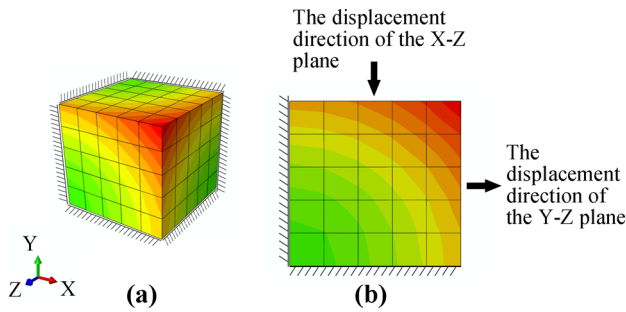 The displacement
direction of the X-Z
plane
The
displacement
direction of
the Y-Z plane
Y
Z
X
(a)
(b)